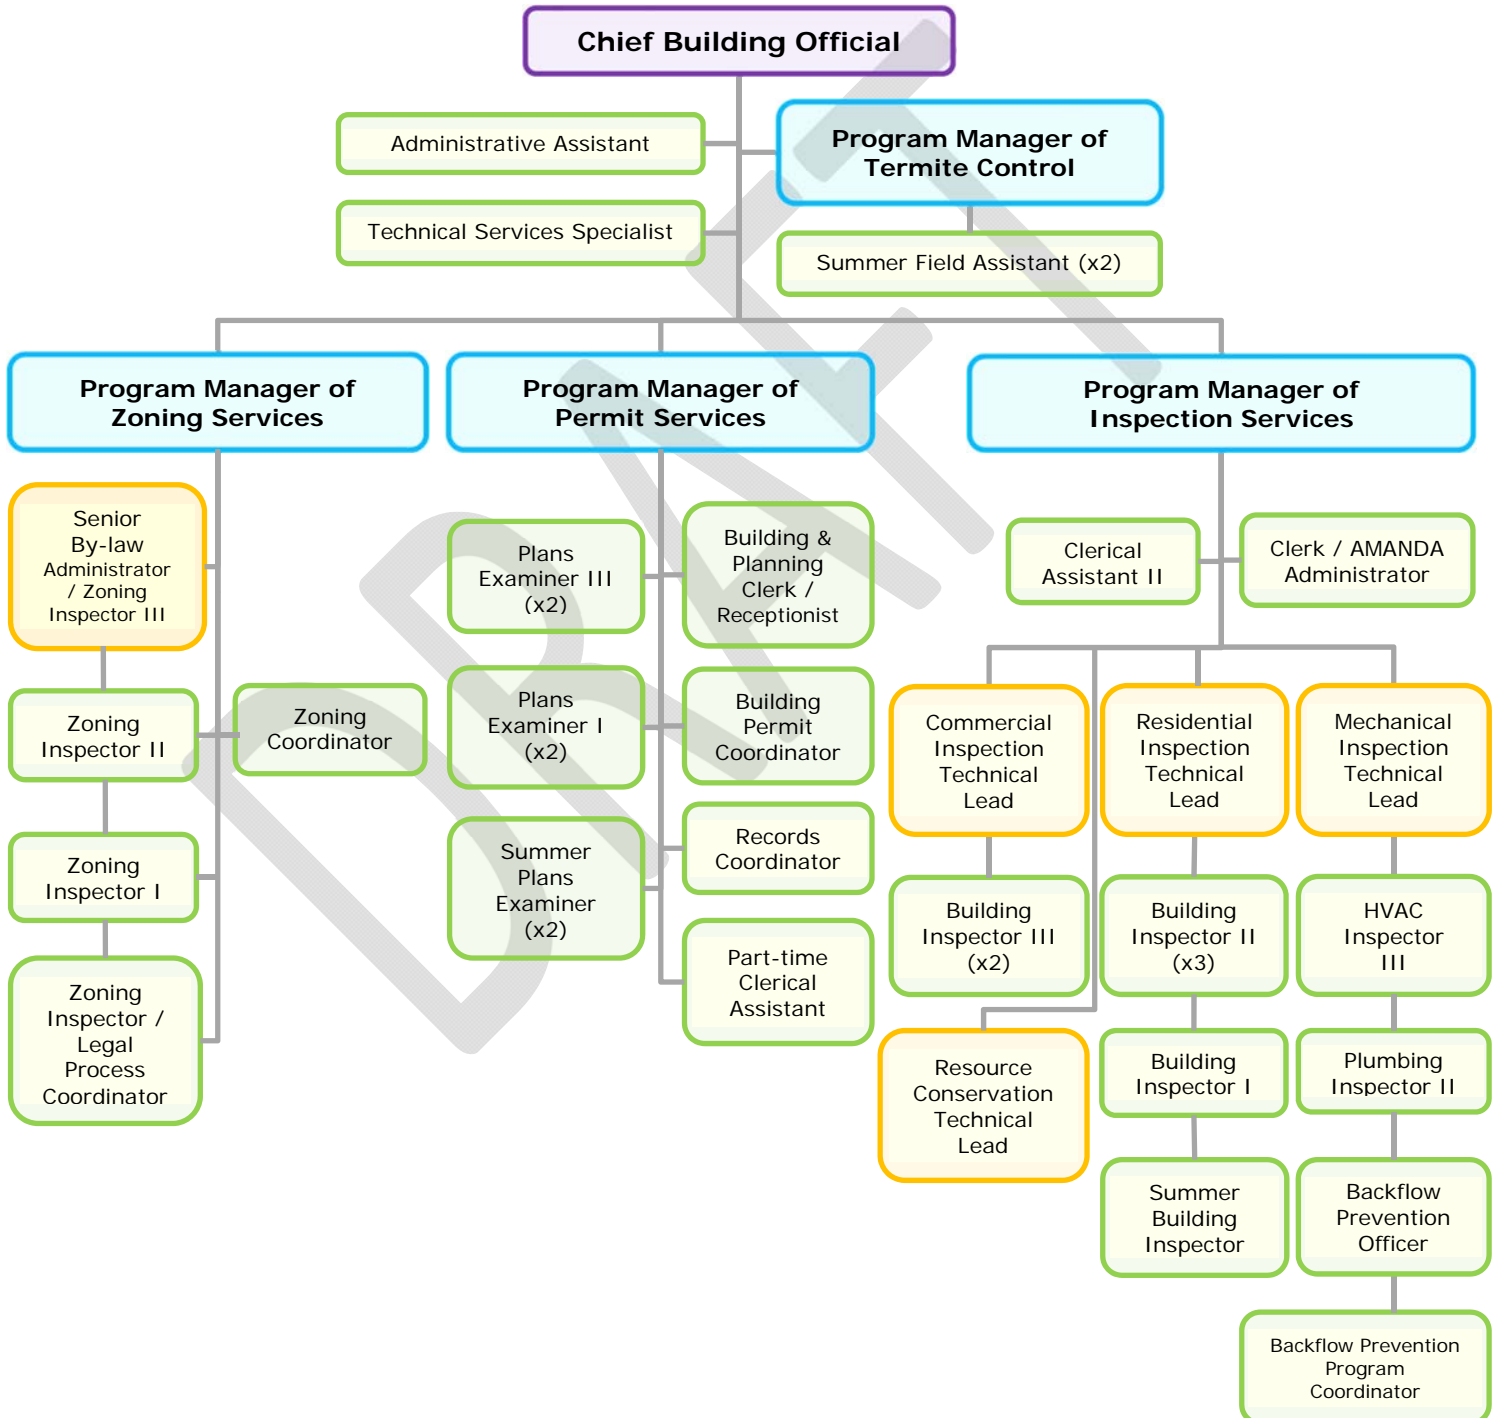 Chief Building Official
Administrative Assistant
Program Manager of
Termite Control
Technical Services Specialist
Summer Field Assistant (x2)
Program Manager of
Zoning Services
Program Manager of
Permit Services
Program Manager of
Inspection Services
Senior
By-law
Administrator
/ Zoning
Inspector III
Zoning
Inspector II
Zoning
Coordinator
Zoning
Inspector I
Zoning
Inspector /
Legal
Process
Coordinator
Plans
Examiner III
(x2)
Building &
Planning
Clerk /
Receptionist
Plans
Examiner I
(x2)
Building
Permit
Coordinator
Summer
Plans
Examiner
(x2)
Records
Coordinator
Part-time
Clerical
Assistant
Clerical
Assistant II
Clerk / AMANDA
Administrator
Commercial
Inspection
Technical
Lead
Residential
Inspection
Technical
Lead
Mechanical
Inspection
Technical
Lead
Building
Inspector III
(x2)
Building
Inspector II
(x3)
HVAC
Inspector
III
Resource
Conservation
Technical
Lead
Building
Inspector I
Plumbing
Inspector II
Summer
Building
Inspector
Backflow
Prevention
Officer
Backflow Prevention
Program
Coordinator
DRAFT